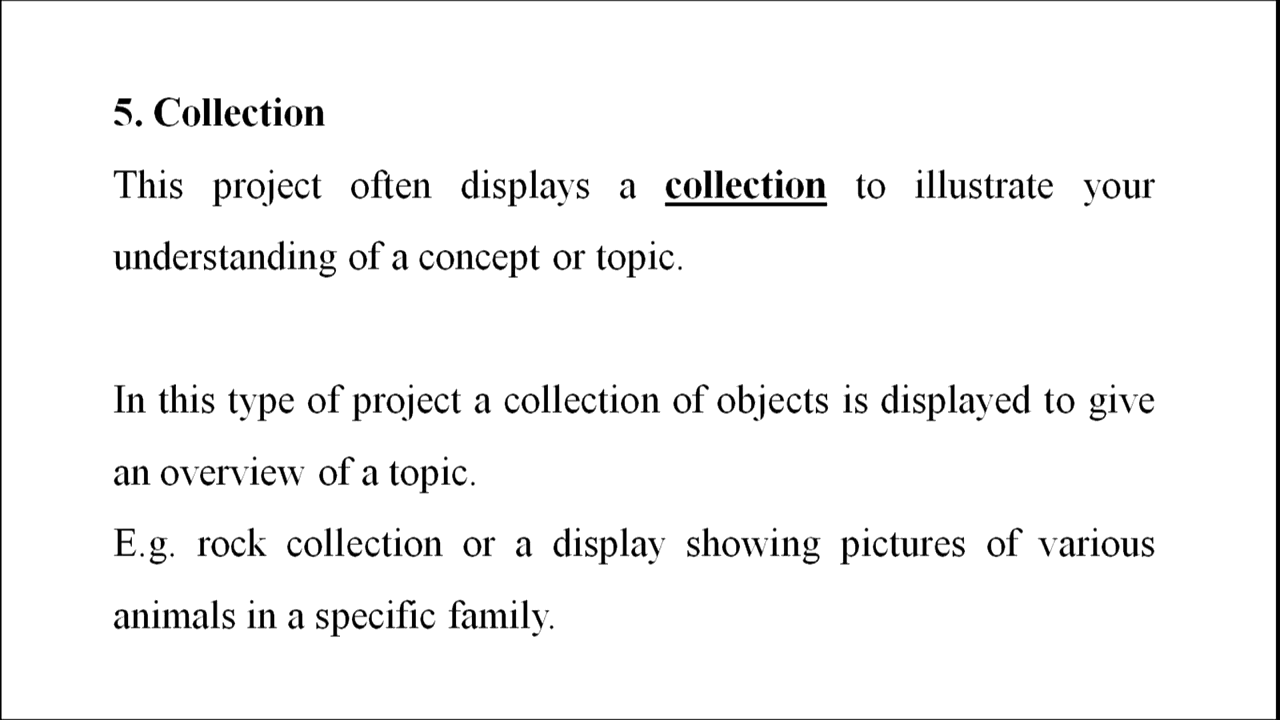 5. Collection
This project often displays a collection to illustrate your
understanding of a concept or topic.
In this type of project a collection of objects is displayed to give
an overview of a topic.
E.g. rock collection or a display showing pictures of various
animals in a specific family.